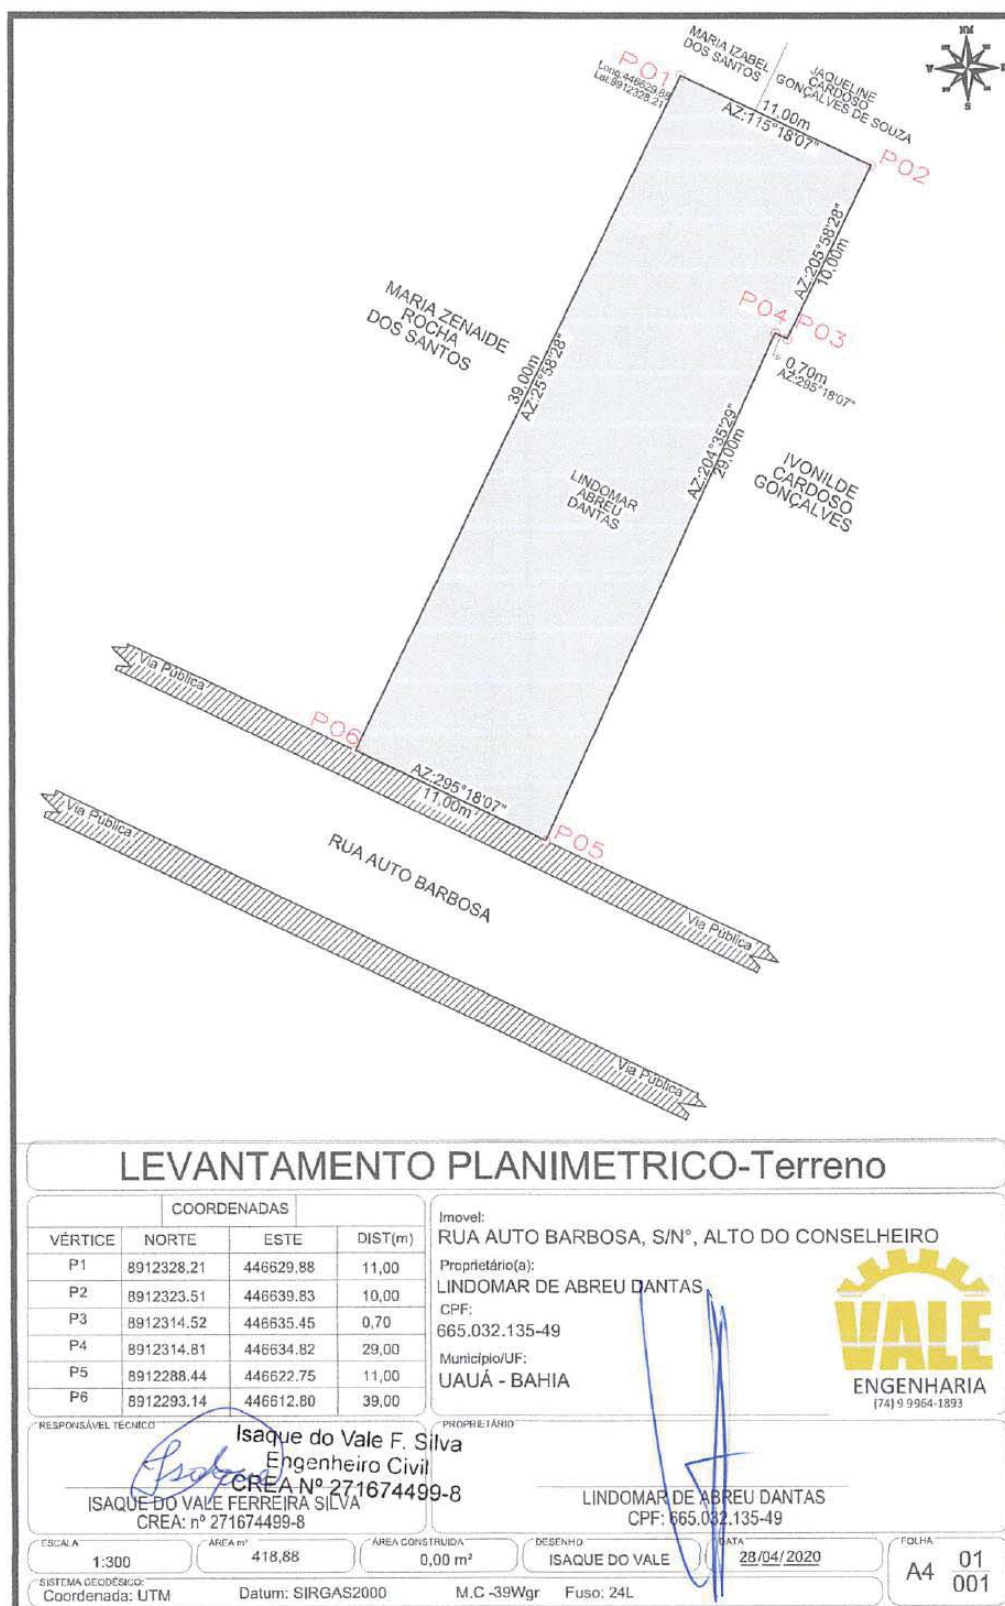 MARIA IZABEL
DOS SANTOS
JAQUELINE
CARDOSO
GONÇALVES DE SOUZA
P01
Long:446629.88
Lat:8912328.21
11,00m
AZ:115°18'07"
P02
AZ:205°58'28"
10,00m
P04 P03
0,70m
AZ:295°18'07"
MARIA ZENAIDE
ROCHA
DOS SANTOS
39,00m
AZ:25°58'28"
AZ:204°35'29"
29,00m
LINDOMAR
ABREU
DANTAS
IVONILDE
CARDOSO
GONÇALVES
Via Pública
P06
AZ:295°18'07"
11,00m
P05
Via Pública
RUA AUTO BARBOSA
Via Pública
Via Pública
LEVANTAMENTO PLANIMETRICO-Terreno
COORDENADAS
VÉRTICE NORTE ESTE DIST(m)
P1 8912328,21 446629.88 11,00
P2 8912323.51 446639.83 10,00
P3 8912314.52 446635.45 0,70
P4 8912314.81 446634.82 29,00
P5 8912288.44 446622.75 11,00
P6 8912293.14 446612.80 39,00
Imovel:
RUA AUTO BARBOSA, S/N°, ALTO DO CONSELHEIRO
Proprietário(a):
LINDOMAR DE ABREU DANTAS
CPF:
665.032.135-49
Município/UF:
UAUÁ - BAHIA
VALE
ENGENHARIA
(74) 9 9964-1893
RESPONSÁVEL TÉCNICO
Isaque do Vale F. Silva
Engenheiro Civil
CREA Nº 271674499-8
ISAQUE DO VALE FERREIRA SILVA
CREA: nº 271674499-8
PROPRIETÁRIO
LINDOMAR DE ABREU DANTAS
CPF: 665.032.135-49
ESCALA
1:300
ÁREA m²
418,88
ÁREA CONSTRUIDA
0,00 m²
DESENHO
ISAQUE DO VALE
DATA
28/04/2020
FOLHA
A4 01
001
SISTEMA GEODÉSICO:
Coordenada: UTM Datum: SIRGAS2000 M.C -39Wgr Fuso: 24L